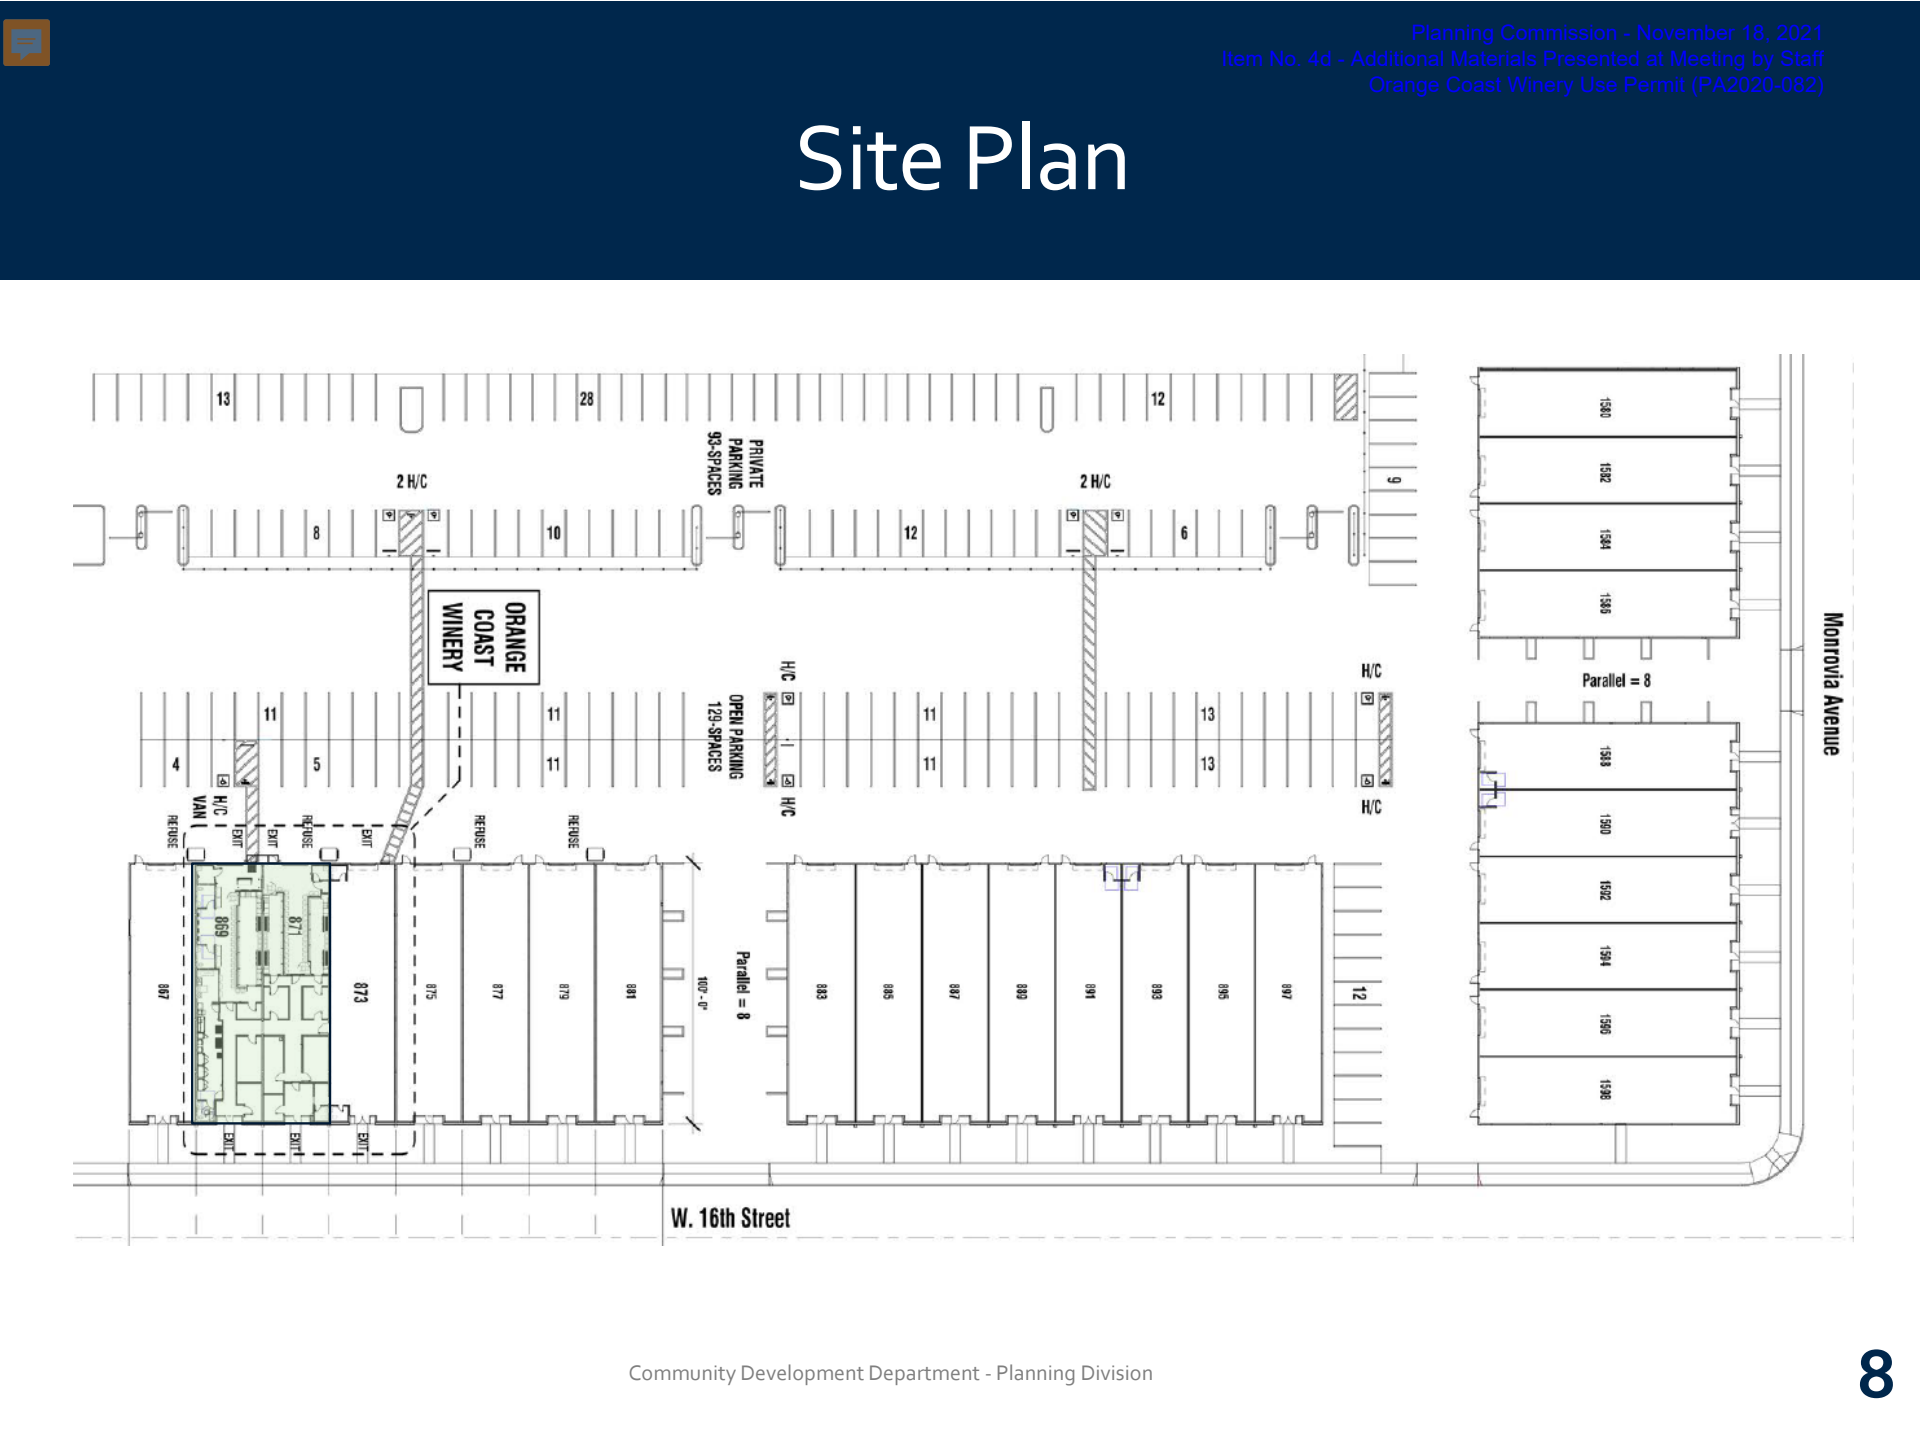 Planning Commission - November 18, 2021
Item No. 4d - Additional Materials Presented at Meeting by Staff
Orange Coast Winery Use Permit (PA2020-082)
Site Plan
13
28
12
PRIVATE
PARKING
93-SPACES
2 H/C
2 H/C
9
8
10
12
6
1580
1582
1584
1586
ORANGE
COAST
WINERY
H/C
H/C
Parallel = 8
Monrovia Avenue
11
11
OPEN PARKING
129-SPACES
11
13
4
5
11
11
13
H/C
VAN
H/C
H/C
REFUSE
EXIT
EXIT
REFUSE
EXIT
REFUSE
REFUSE
1588
1590
1592
1594
1596
1598
867
869
871
873
875
877
879
881
100' - 0"
Parallel = 8
883
885
887
889
891
893
895
897
12
EXIT
EXIT
EXIT
W. 16th Street
Community Development Department - Planning Division
8